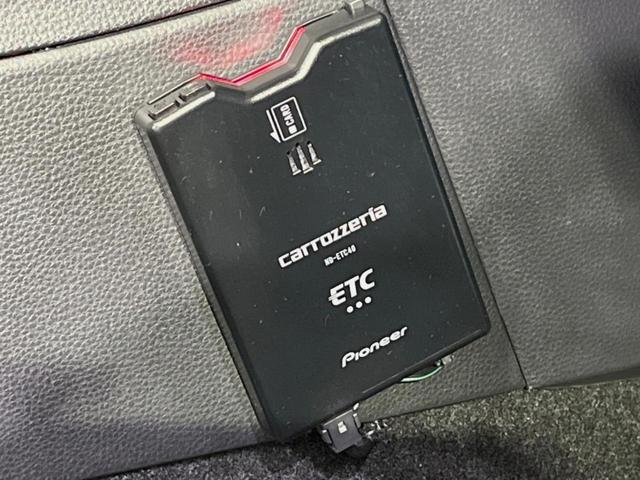 CARD
carrozzeria
ND-ETC40
ETC
Pioneer